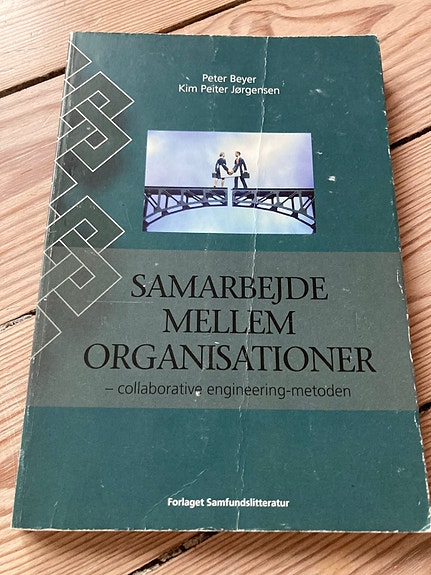 Peter Beyer
Kim Peiter Jørgensen
SAMARBEJDE
MELLEM
ORGANISATIONER
– collaborative engineering-metoden
Forlaget Samfundslitteratur